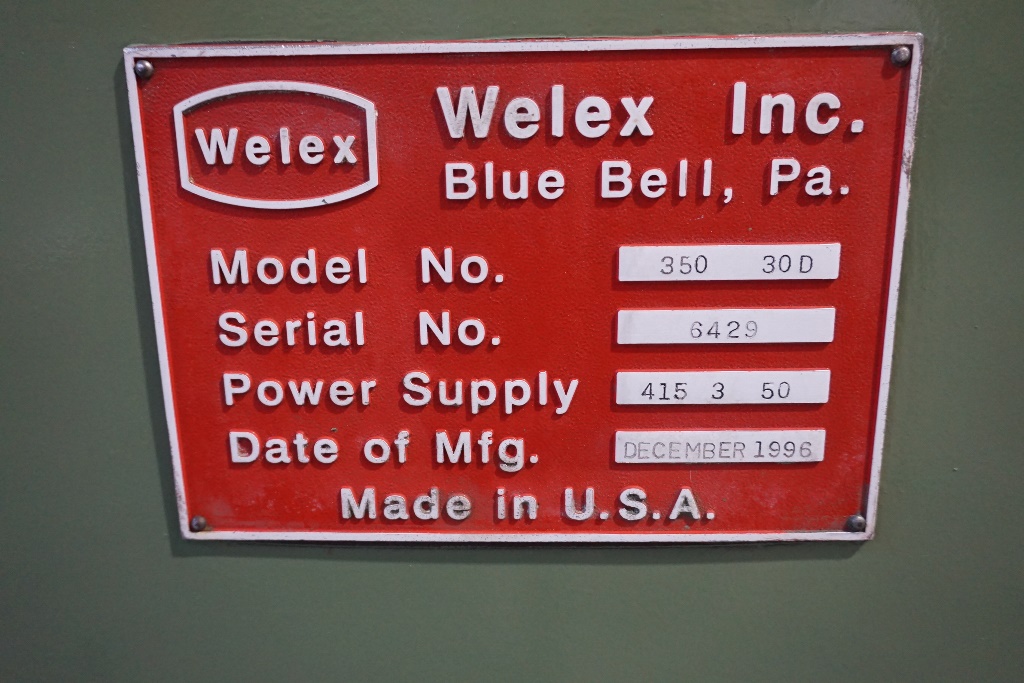 Welex
Welex Inc.
Blue Bell, Pa.
Model No. 350 30D
Serial No. 6429
Power Supply 415 3 50
Date of Mfg. DECEMBER 1996
Made in U.S.A.